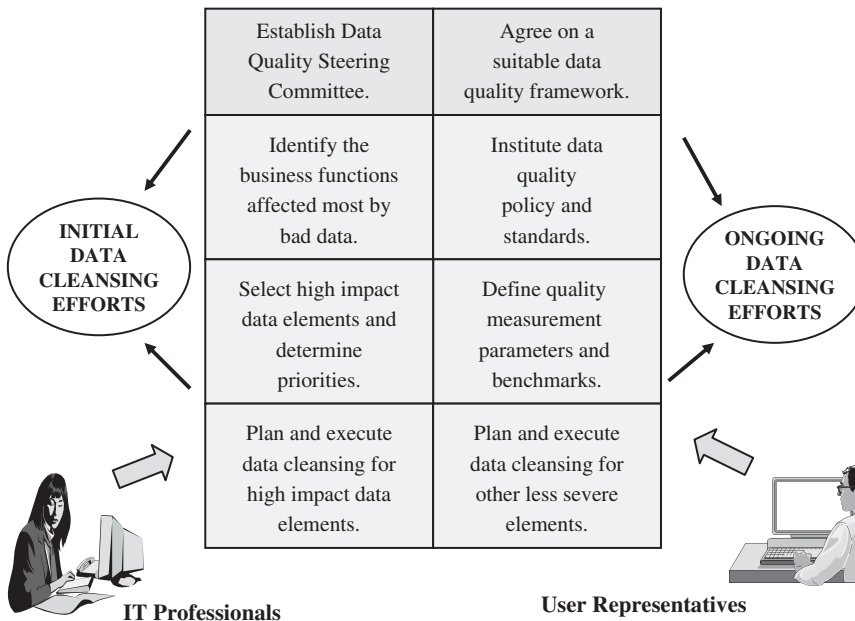 Establish Data
Quality Steering
Committee.
Agree on a
suitable data
quality framework.
Identify the
business functions
affected most by
bad data.
Institute data
quality
policy and
standards.
INITIAL
DATA
CLEANSING
EFFORTS
ONGOING
DATA
CLEANSING
EFFORTS
Select high impact
data elements and
determine
priorities.
Define quality
measurement
parameters and
benchmarks.
Plan and execute
data cleansing for
high impact data
elements.
Plan and execute
data cleansing for
other less severe
elements.
IT Professionals
User Representatives